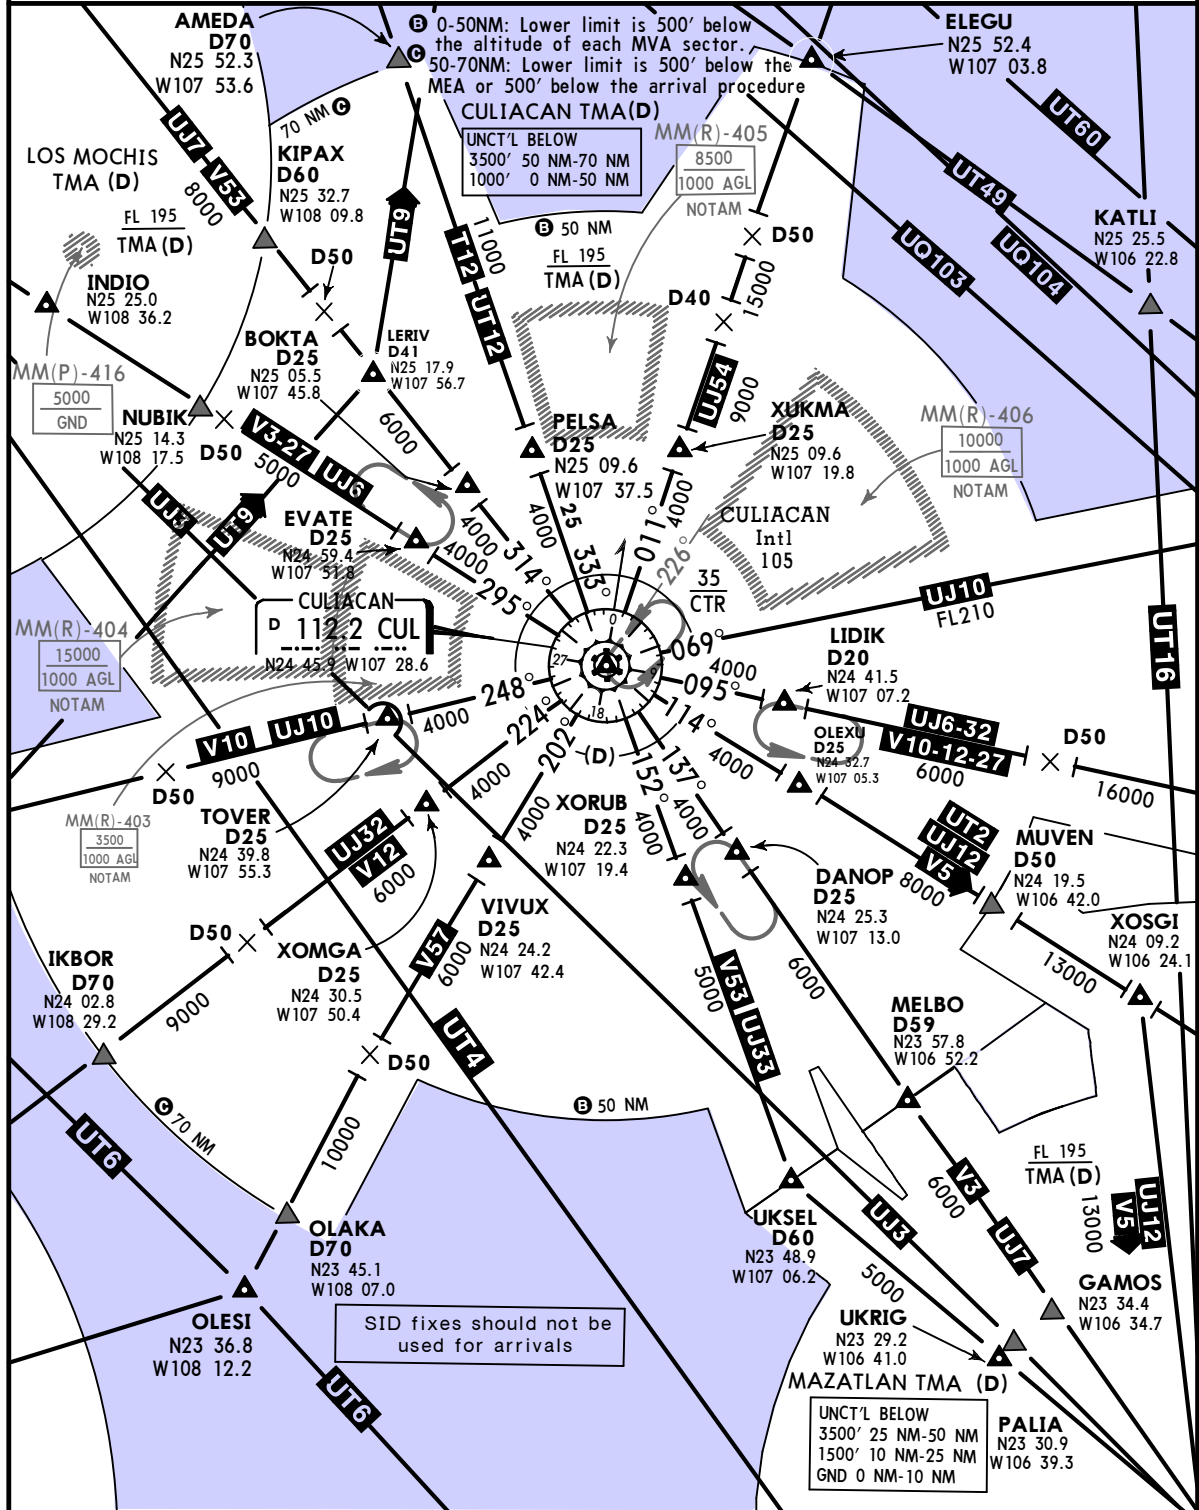 AMEDA
D70
N25 52.3
W107 53.6
B 0-50NM: Lower limit is 500′ below
the altitude of each MVA sector.
C 50-70NM: Lower limit is 500′ below the
MEA or 500′ below the arrival procedure
ELEGU
N25 52.4
W107 03.8
CULIACAN TMA(D)
UNCT'L BELOW
3500′ 50 NM-70 NM
1000′ 0 NM-50 NM
MM(R)-405
8500
1000 AGL
NOTAM
UJ7
V53
8000
70 NM C
LOS MOCHIS
TMA (D)
FL 195
TMA(D)
KIPAX
D60
N25 32.7
W108 09.8
UT9
T12
11000
UT12
B 50 NM
FL 195
TMA(D)
D50
UT60
UT49
UQ103
UQ104
KATLI
N25 25.5
W106 22.8
D50
INDIO
N25 25.0
W108 36.2
D40
15000
BOKTA
D25
N25 05.5
W107 45.8
LERIV
D41
N25 17.9
W107 56.7
MM(P)-416
5000
GND
NUBIK
N25 14.3
W108 17.5
D50
V3-27
UJ6
5000
6000
PELSA
D25
N25 09.6
W107 37.5
UJ54
9000
XUKMA
D25
N25 09.6
W107 19.8
MM(R)-406
10000
1000 AGL
NOTAM
UJ3
UT9
EVATE
D25
N24 59.4
W107 51.8
4000
295°
4000
314°
4000
25
333°
011°
4000
226°
CULIACAN
Intl
105
35
CTR
CULIACAN
D 112.2 CUL
N24 45.9 W107 28.6
0
9
18
27
069°
UJ10
FL210
UT16
MM(R)-404
15000
1000 AGL
NOTAM
LIDIK
D20
N24 41.5
W107 07.2
4000
095°
248°
4000
UJ10
V10
9000
D50
224°
4000
202°
4000
(D)
152°
4000
137°
4000
114°
4000
OLEXU
D25
N24 32.7
W107 05.3
UJ6-32
V10-12-27
6000
D50
16000
MM(R)-403
3500
1000 AGL
NOTAM
TOVER
D25
N24 39.8
W107 55.3
UJ32
V12
6000
XORUB
D25
N24 22.3
W107 19.4
UT2
UJ12
V5
8000
MUVEN
D50
N24 19.5
W106 42.0
DANOP
D25
N24 25.3
W107 13.0
VIVUX
D25
N24 24.2
W107 42.4
V57
6000
D50
XOMGA
D25
N24 30.5
W107 50.4
IKBOR
D70
N24 02.8
W108 29.2
9000
XOSGI
N24 09.2
W106 24.1
13000
V53
UJ33
5000
6000
MELBO
D59
N23 57.8
W106 52.2
UT4
D50
10000
C 70 NM
B 50 NM
UT6
FL 195
TMA(D)
V3
6000
UJ7
13000
V5
UJ12
OLAKA
D70
N23 45.1
W108 07.0
UKSEL
D60
N23 48.9
W107 06.2
UJ3
5000
GAMOS
N23 34.4
W106 34.7
OLESI
N23 36.8
W108 12.2
SID fixes should not be
used for arrivals
UKRIG
N23 29.2
W106 41.0
UT6
MAZATLAN TMA (D)
UNCT'L BELOW
3500′ 25 NM-50 NM
1500′ 10 NM-25 NM
GND 0 NM-10 NM
PALIA
N23 30.9
W106 39.3